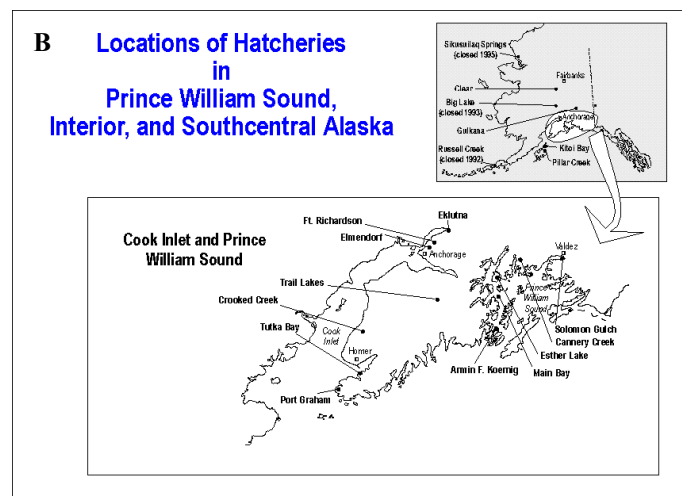 B
Locations of Hatcheries
in
Prince William Sound,
Interior, and Southcentral Alaska
Sikusuilaq Springs
(closed 1995)
Fairbanks
Clear
Big Lake
(closed 1993)
Anchorage
Gulkana
Russell Creek
(closed 1992)
Kitoi Bay
Pillar Creek
Cook Inlet and Prince
William Sound
Eklutna
Ft. Richardson
Elmendorf
Anchorage
Valdez
Trail Lakes
Prince
William
Sound
Crooked Creek
Cook
Inlet
Tutka Bay
Homer
Solomon Gulch
Cannery Creek
Esther Lake
Armin F. Koernig
Main Bay
Port Graham